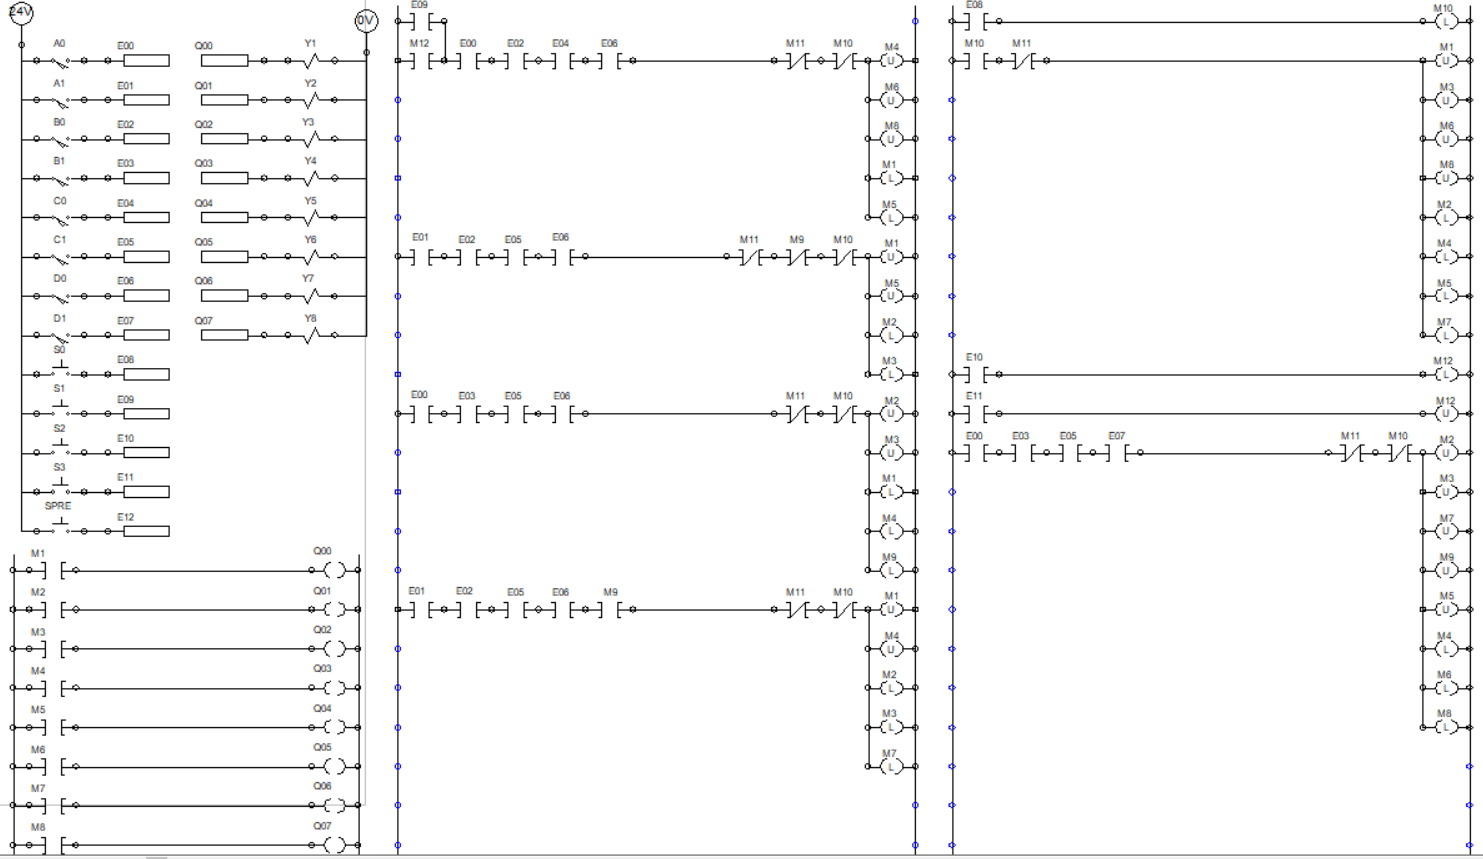 24V
0V
A0 E00 Q00 Y1
A1 E01 Q01 Y2
B0 E02 Q02 Y3
B1 E03 Q03 Y4
C0 E04 Q04 Y5
C1 E05 Q05 Y6
D0 E06 Q06 Y7
D1 E07 Q07 Y8
S0 E08
S1 E09
S2 E10
S3 E11
SPRE E12
M1 Q00
M2 Q01
M3 Q02
M4 Q03
M5 Q04
M6 Q05
M7 Q06
M8 Q07
E09
M12 E00 E02 E04 E06 M11 M10 M4
U
M6
U
M8
U
M1
L
M5
L
E01 E02 E05 E06 M11 M9 M10 M1
U
M5
U
M2
L
M3
L
E00 E03 E05 E06 M11 M10 M2
U
M3
U
M1
L
M4
L
M9
L
E01 E02 E05 E06 M9 M11 M10 M1
U
M4
U
M2
L
M3
L
M7
L
E08 M10
L
M10 M11 M1
U
M3
U
M6
U
M8
U
M2
L
M4
L
M5
L
M7
L
E10 M12
L
E11 M12
U
E00 E03 E05 E07 M11 M10 M2
U
M3
U
M7
U
M9
U
M5
U
M4
L
M6
L
M8
L